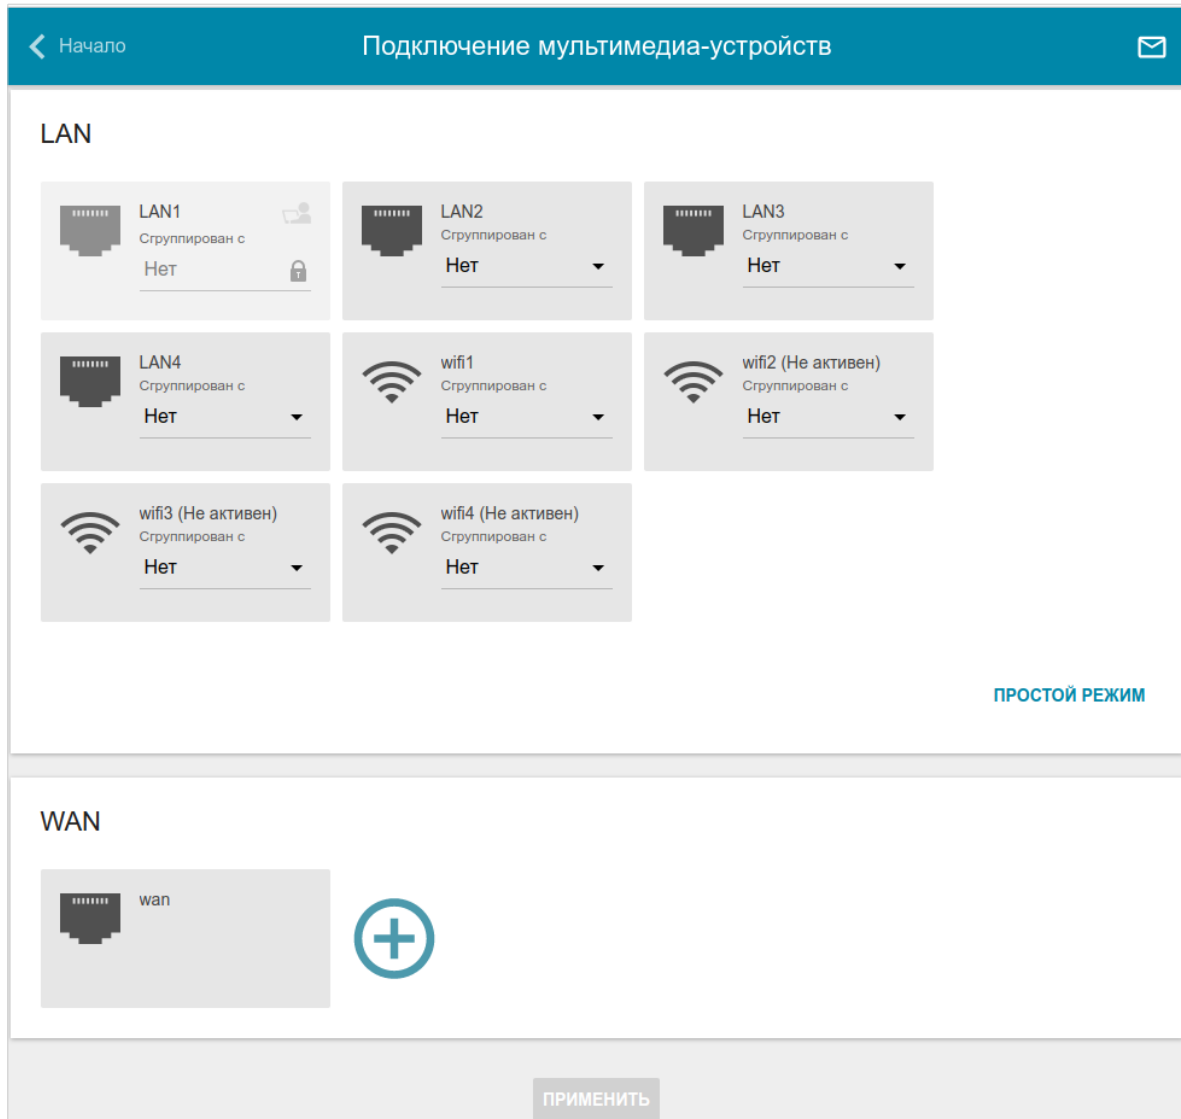 Начало
Подключение мультимедиа-устройств
LAN
LAN1
Сгруппирован с
Нет
LAN2
Сгруппирован с
Нет
LAN3
Сгруппирован с
Нет
LAN4
Сгруппирован с
Нет
wifi1
Сгруппирован с
Нет
wifi2 (Не активен)
Сгруппирован с
Нет
wifi3 (Не активен)
Сгруппирован с
Нет
wifi4 (Не активен)
Сгруппирован с
Нет
ПРОСТОЙ РЕЖИМ
WAN
wan
ПРИМЕНИТЬ